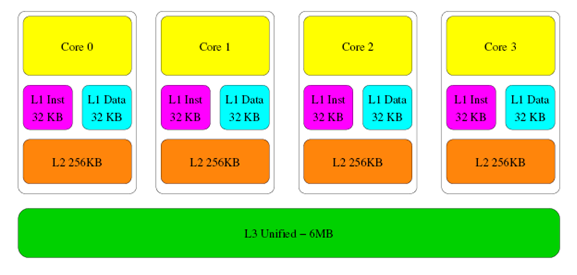 Core 0
Core 1
Core 2
Core 3
L1 Inst
32 KB
L1 Data
32 KB
L1 Inst
32 KB
L1 Data
32 KB
L1 Inst
32 KB
L1 Data
32 KB
L1 Inst
32 KB
L1 Data
32 KB
L2 256KB
L2 256KB
L2 256KB
L2 256KB
L3 Unified – 6MB